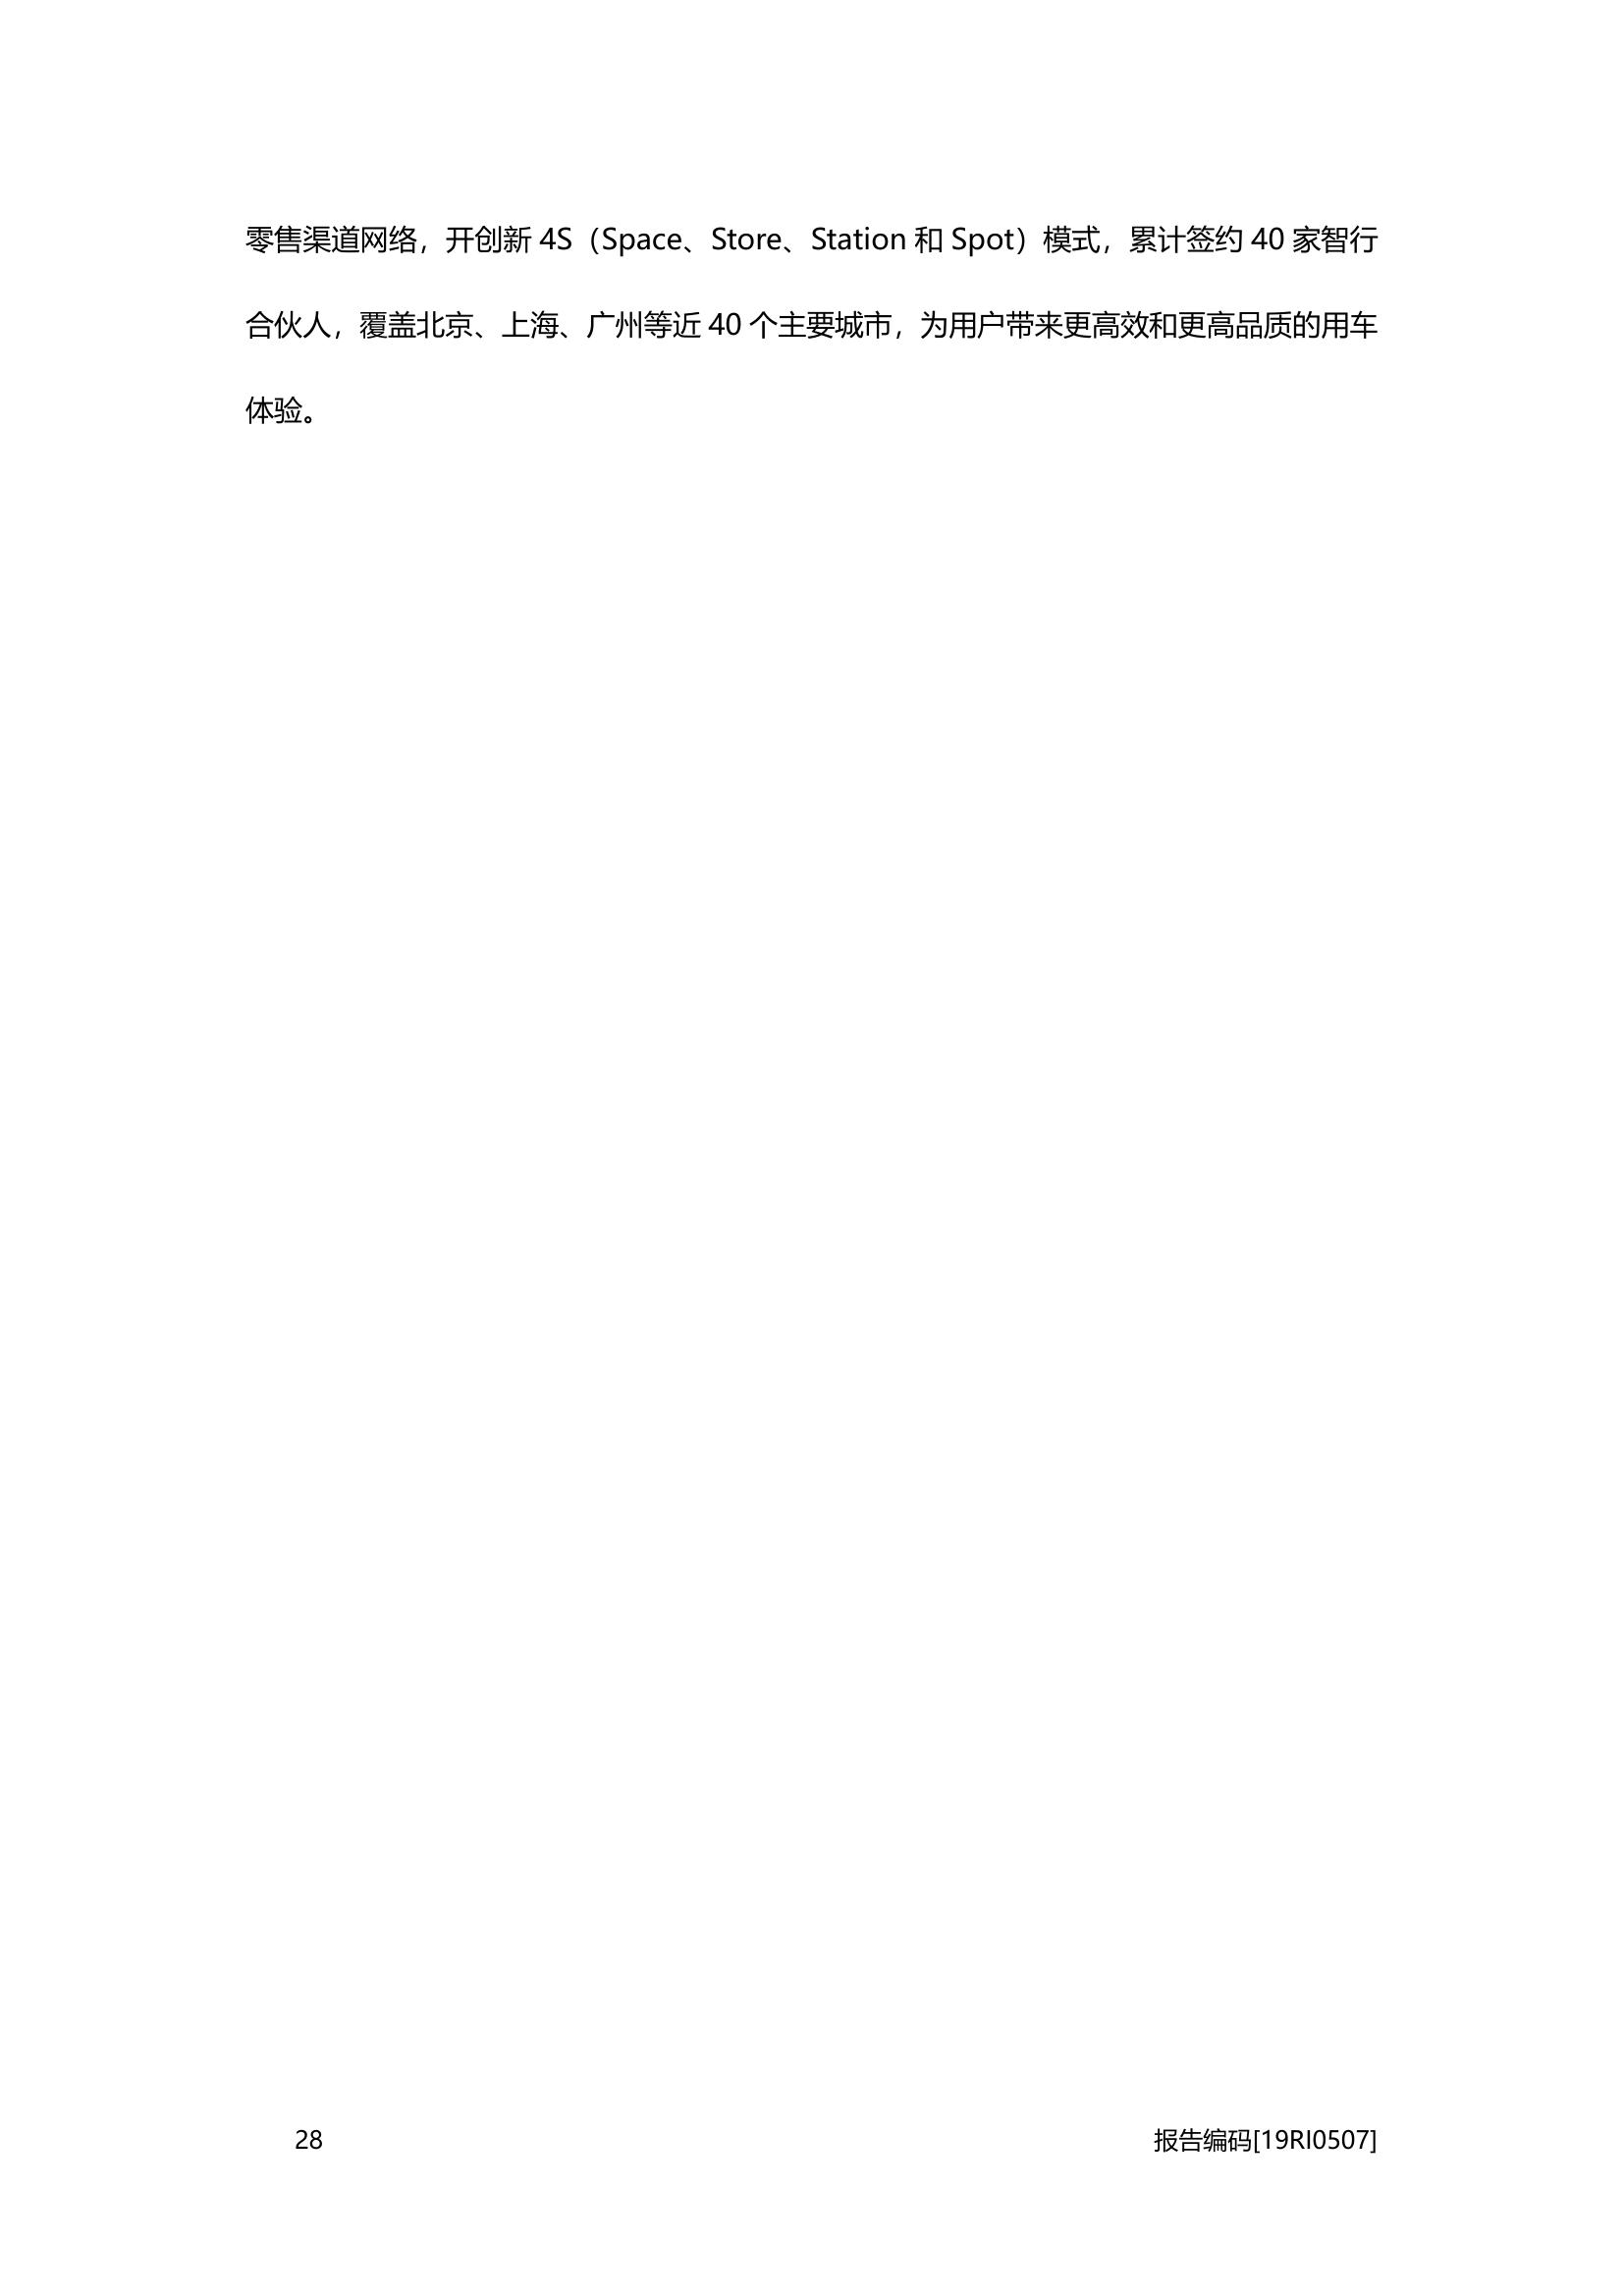 零售渠道网络，开创新 4S（Space、Store、Station 和 Spot）模式，累计签约 40 家智行
合伙人，覆盖北京、上海、广州等近 40 个主要城市，为用户带来更高效和更高品质的用车
体验。
28 报告编码[19RI0507]